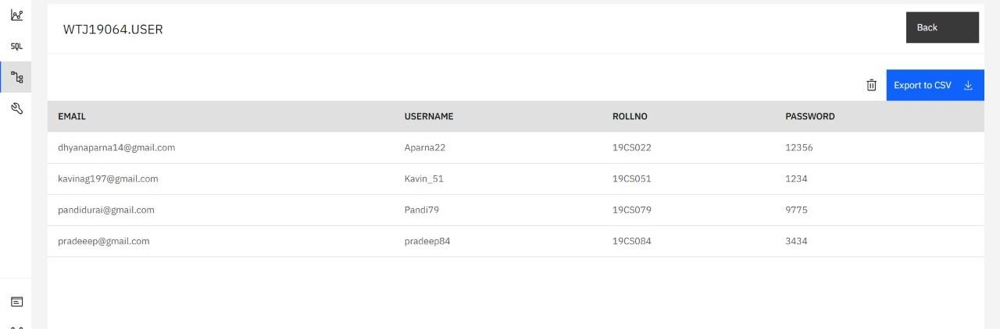 WTJ19064.USER
Back
SQL
Export to CSV
EMAIL USERNAME ROLLNO PASSWORD
dhyanaparna14@gmail.com Aparna22 19CS022 12356
kavinag197@gmail.com Kavin_51 19CS051 1234
pandidurai@gmail.com Pandi79 19CS079 9775
pradeeep@gmail.com pradeep84 19CS084 3434